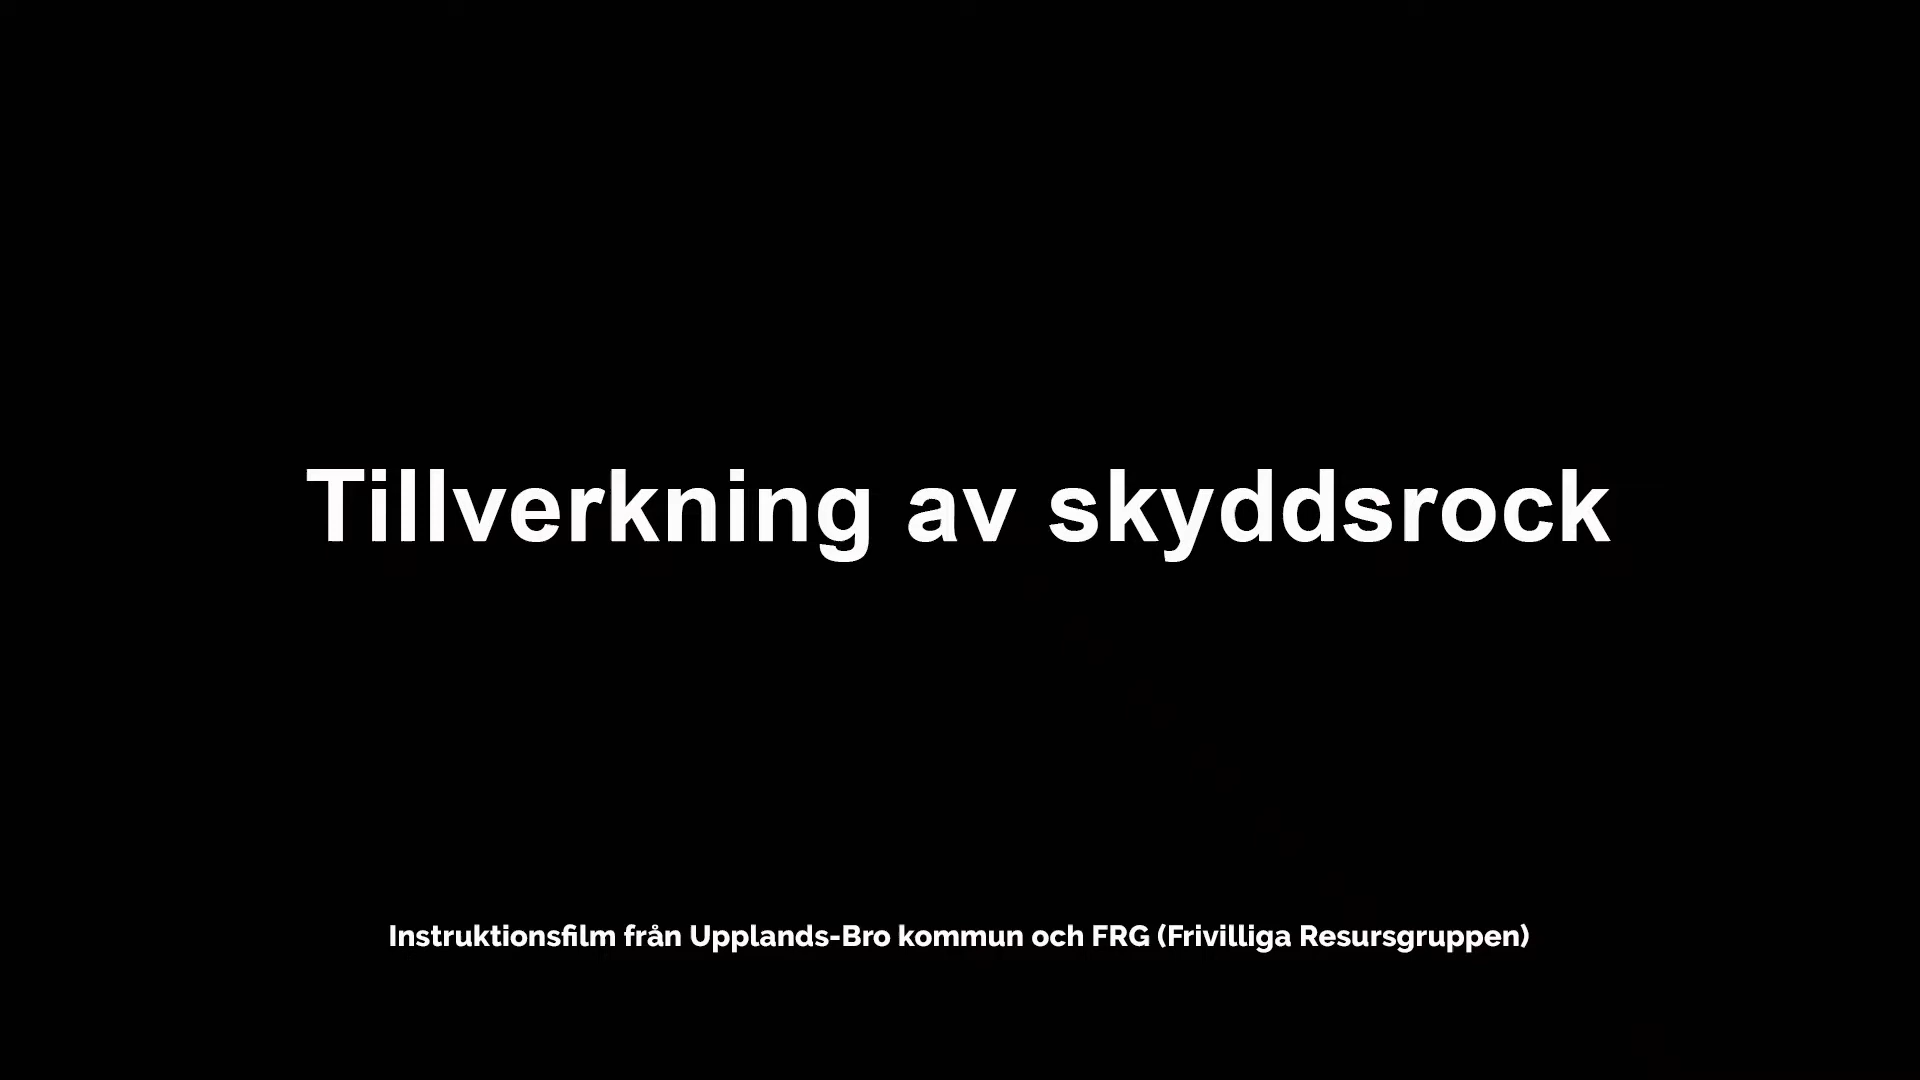 Tillverkning av skyddsrock
Instruktionsfilm från Upplands-Bro kommun och FRG (Frivilliga Resursgruppen)